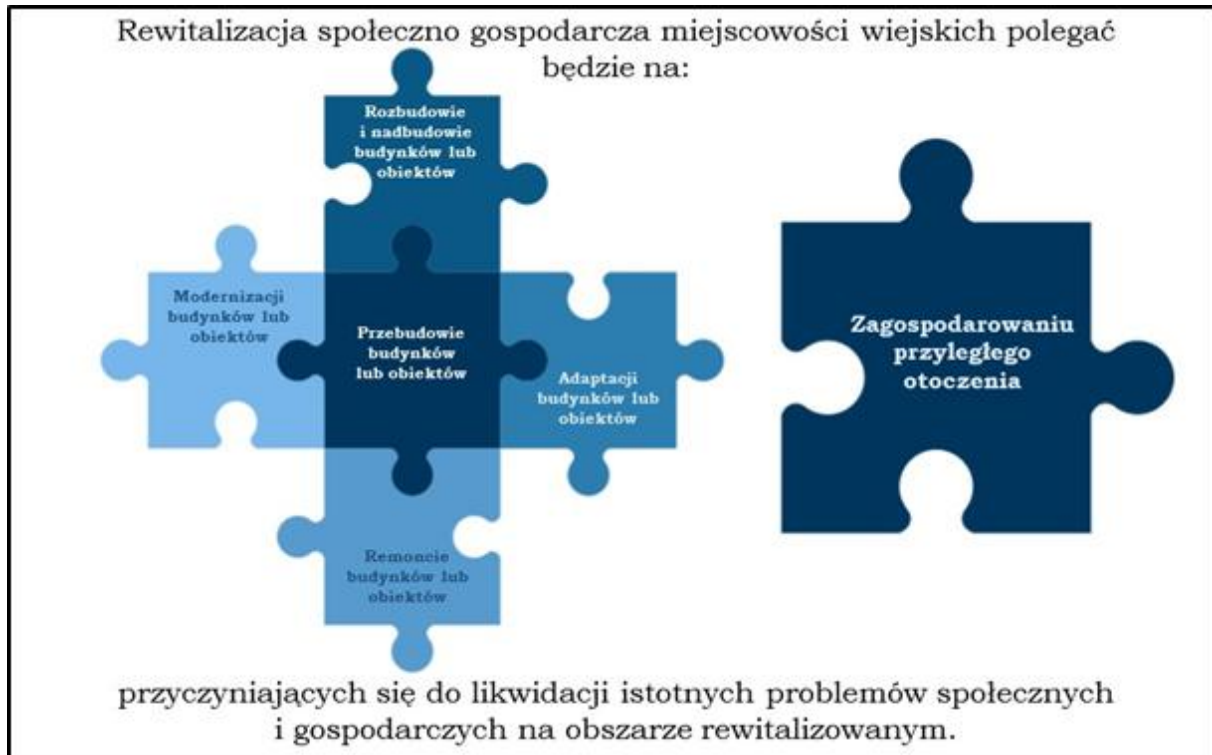 Rewitalizacja społeczno gospodarcza miejscowości wiejskich polegać
będzie na:
Rozbudowie
i nadbudowie
budynków lub
obiektów
Modernizacji
budynków lub
obiektów
Przebudowie
budynków
lub obiektów
Adaptacji
budynków lub
obiektów
Remoncie
budynków lub
obiektów
Zagospodarowaniu
przyległego
otoczenia
przyczyniających się do likwidacji istotnych problemów społecznych
i gospodarczych na obszarze rewitalizowanym.